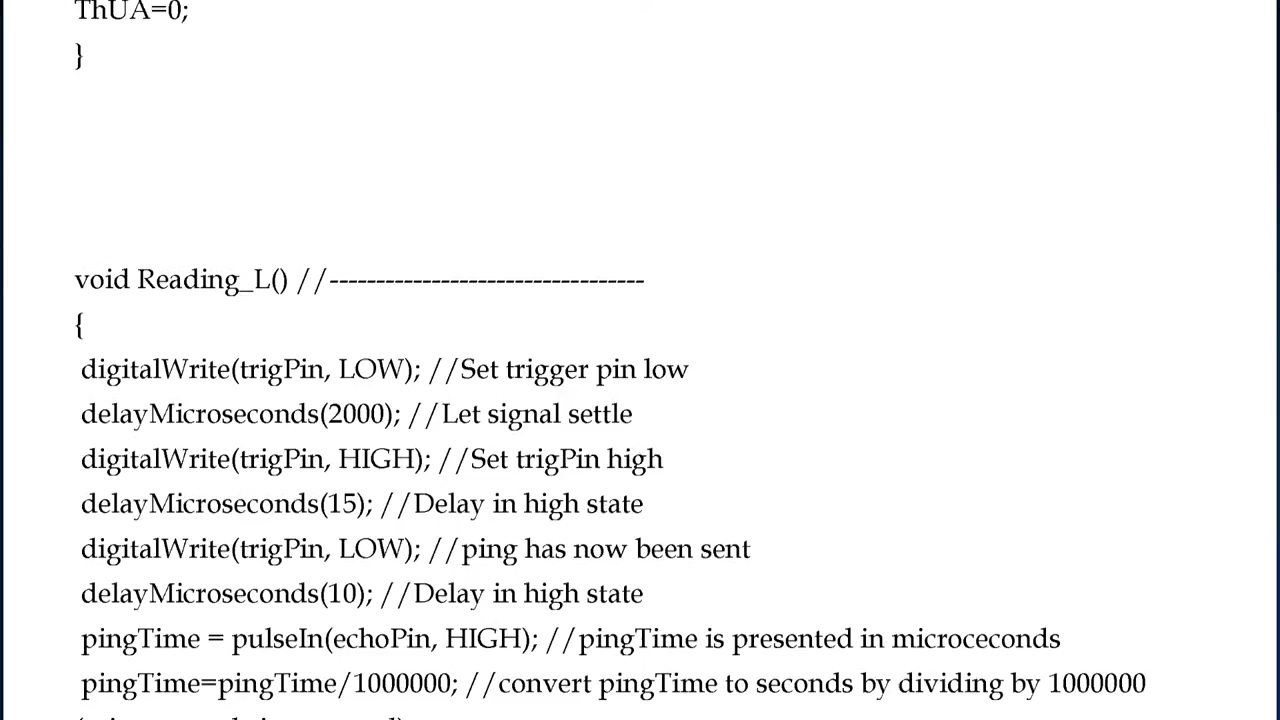 ThUA=0;
}
void Reading_L() //----------------------------------
{
digitalWrite(trigPin, LOW); //Set trigger pin low
delayMicroseconds(2000); //Let signal settle
digitalWrite(trigPin, HIGH); //Set trigPin high
delayMicroseconds(15); //Delay in high state
digitalWrite(trigPin, LOW); //ping has now been sent
delayMicroseconds(10); //Delay in high state
pingTime = pulseIn(echoPin, HIGH); //pingTime is presented in microceconds
pingTime=pingTime/1000000; //convert pingTime to seconds by dividing by 1000000